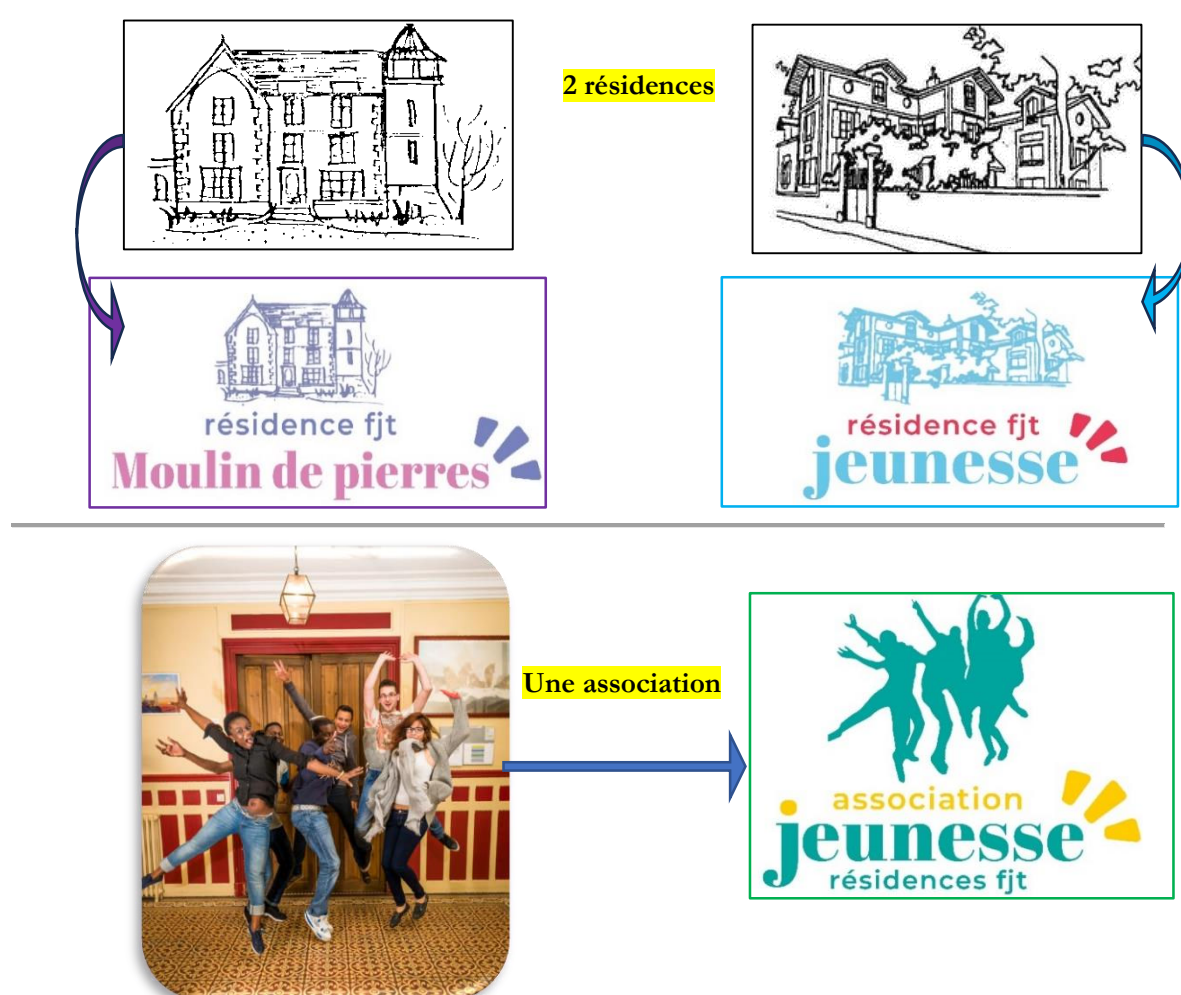 2 résidences
résidence fjt
Moulin de pierres
résidence fjt
jeunesse
Une association
association
jeunesse
résidences fjt